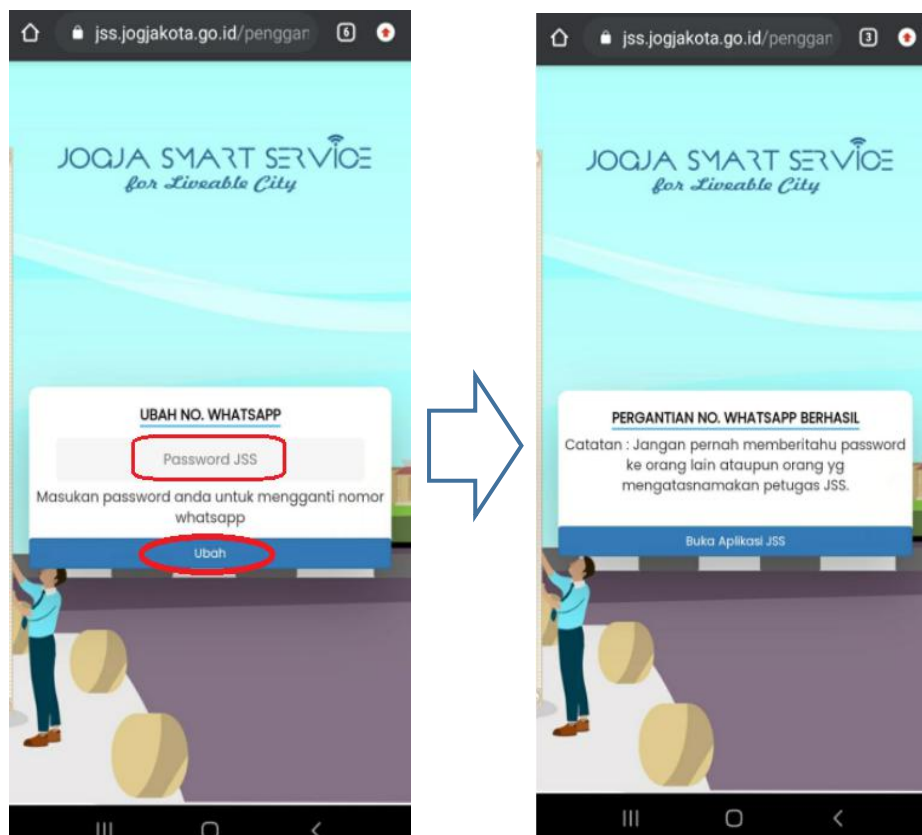 jss.jogjakota.go.id/penggan
6
JOGJA SMART SERVICE
for Liveable City
UBAH NO. WHATSAPP
Password JSS
Masukan password anda untuk mengganti nomor
whatsapp
Ubah
jss.jogjakota.go.id/penggan
3
JOGJA SMART SERVICE
for Liveable City
PERGANTIAN NO. WHATSAPP BERHASIL
Catatan : Jangan pernah memberitahu password
ke orang lain ataupun orang yg
mengatasnamakan petugas JSS.
Buka Aplikasi JSS